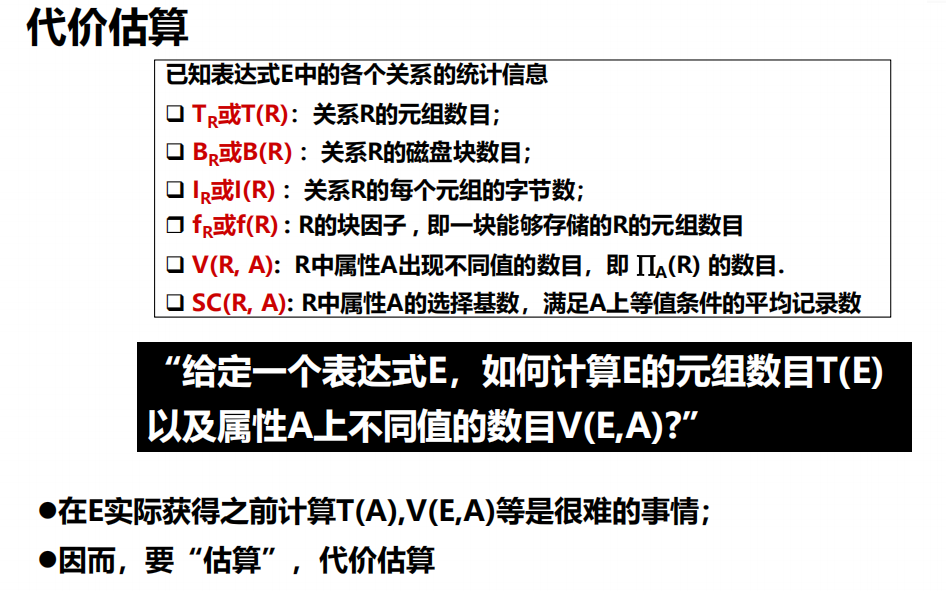 代价估算
已知表达式E中的各个关系的统计信息
❑ TR或T(R)：关系R的元组数目；
❑ BR或B(R) ：关系R的磁盘块数目；
❑ IR或I(R) ：关系R的每个元组的字节数；
❑ fR或f(R) : R的块因子，即一块能够存储的R的元组数目
❑ V(R, A)：R中属性A出现不同值的数目，即 ∏A(R) 的数目.
❑ SC(R, A): R中属性A的选择基数，满足A上等值条件的平均记录数
“给定一个表达式E，如何计算E的元组数目T(E)
以及属性A上不同值的数目V(E,A)?”
●在E实际获得之前计算T(A),V(E,A)等是很难的事情；
●因而，要“估算”，代价估算